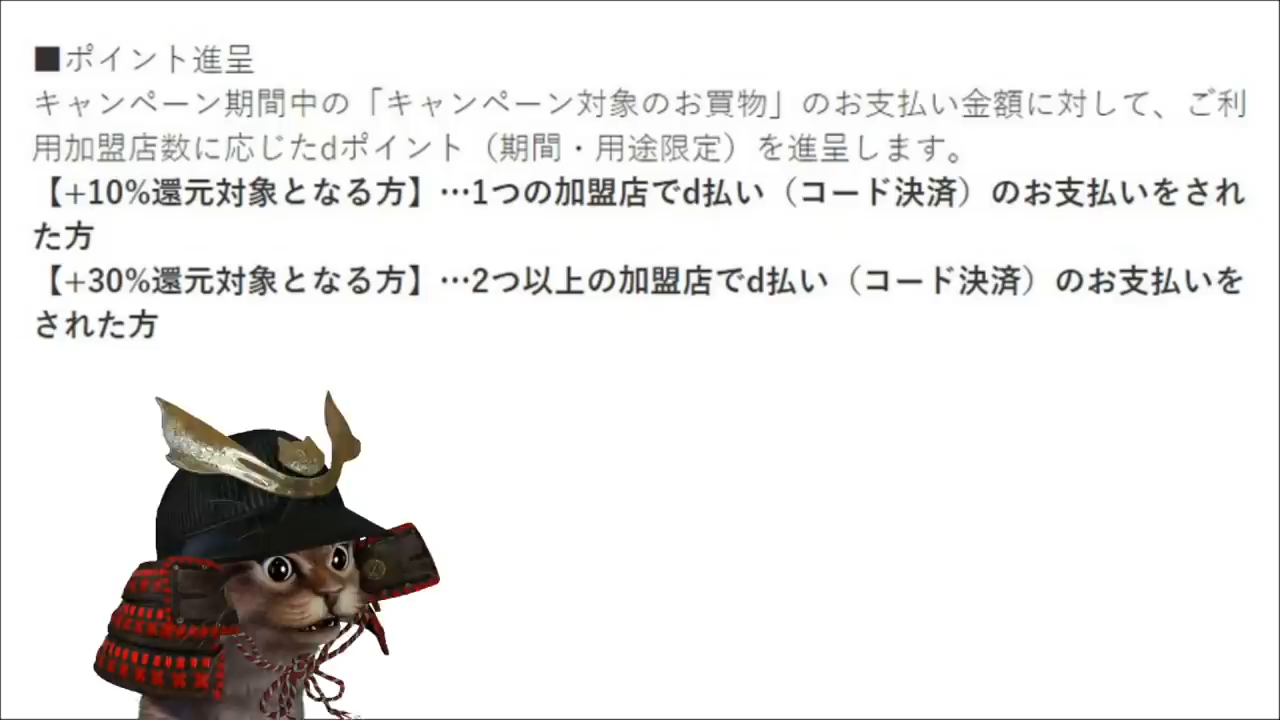 ■ポイント進呈
キャンペーン期間中の「キャンペーン対象のお買物」のお支払い金額に対して、ご利
用加盟店数に応じたdポイント（期間・用途限定）を進呈します。
【+10%還元対象となる方】…1つの加盟店でd払い（コード決済）のお支払いをされ
た方
【+30%還元対象となる方】…2つ以上の加盟店でd払い（コード決済）のお支払いを
された方